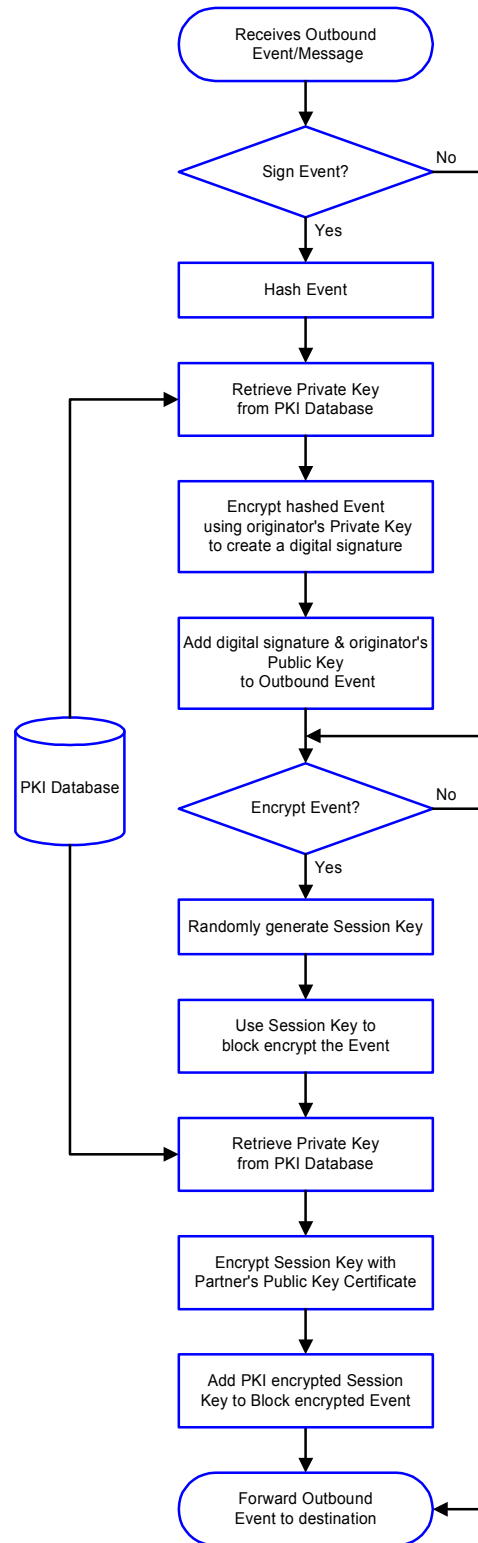 Receives Outbound
Event/Message
Sign Event?
No
Yes
Hash Event
Retrieve Private Key
from PKI Database
Encrypt hashed Event
using originator's Private Key
to create a digital signature
Add digital signature & originator's
Public Key
to Outbound Event
PKI Database
Encrypt Event?
No
Yes
Randomly generate Session Key
Use Session Key to
block encrypt the Event
Retrieve Private Key
from PKI Database
Encrypt Session Key with
Partner's Public Key Certificate
Add PKI encrypted Session
Key to Block encrypted Event
Forward Outbound
Event to destination